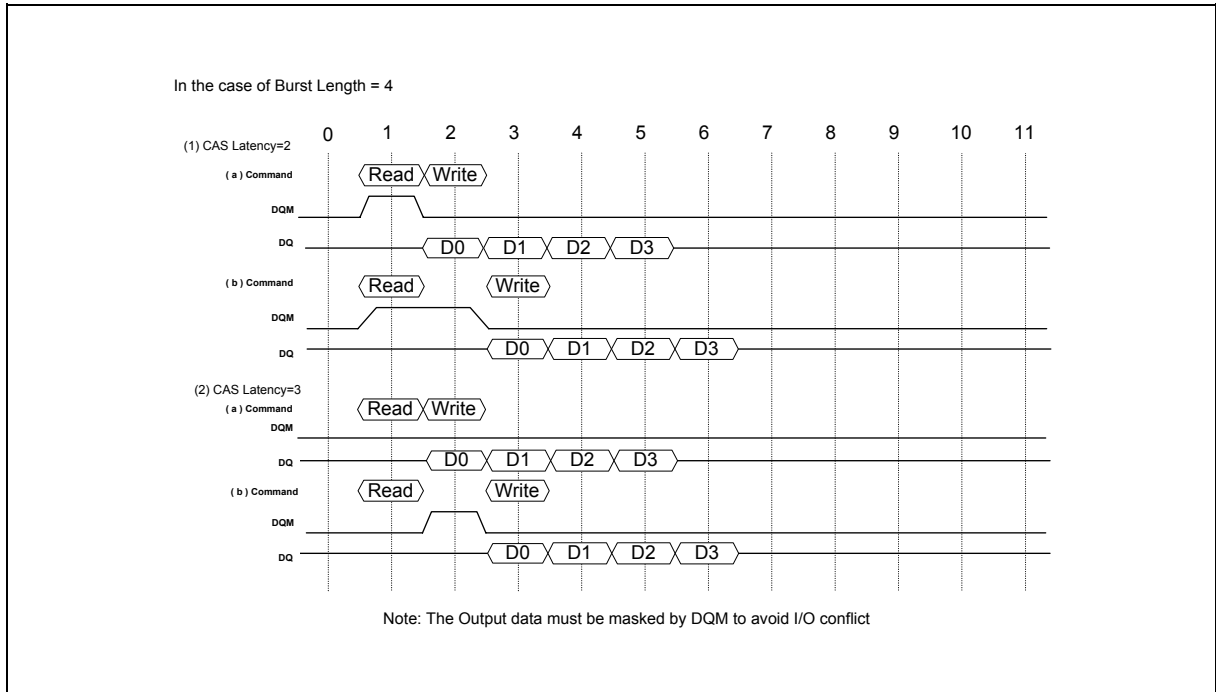 In the case of Burst Length = 4
0 1 2 3 4 5 6 7 8 9 10 11
(1) CAS Latency=2
( a ) Command Read Write
DQM
DQ D0 D1 D2 D3
( b ) Command Read Write
DQM
DQ D0 D1 D2 D3
(2) CAS Latency=3
( a ) Command Read Write
DQM
DQ D0 D1 D2 D3
( b ) Command Read Write
DQM
DQ D0 D1 D2 D3
Note: The Output data must be masked by DQM to avoid I/O conflict